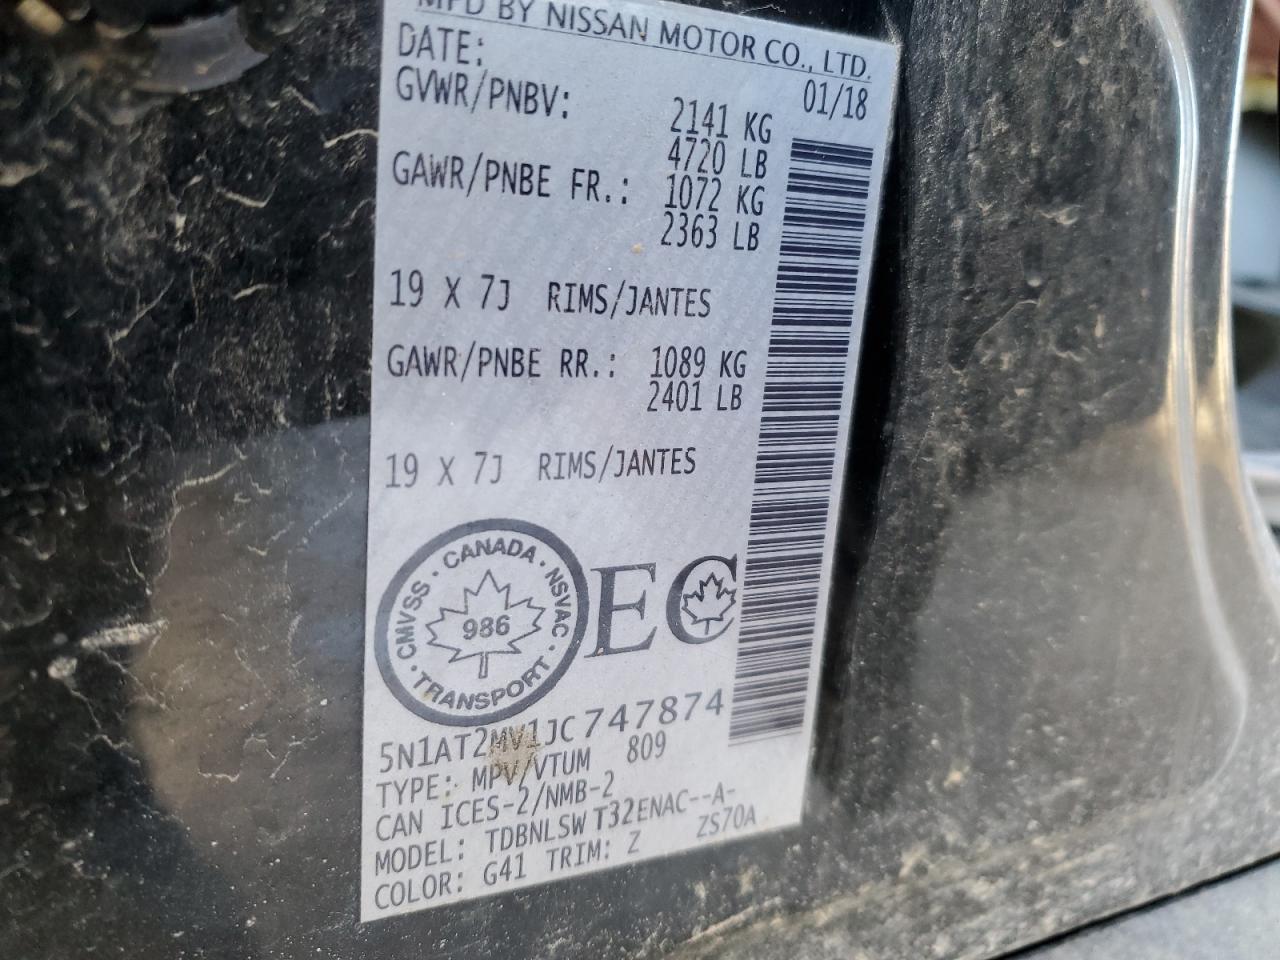 MFD BY NISSAN MOTOR CO., LTD.
DATE: 01/18
GVWR/PNBV: 2141 KG
4720 LB
GAWR/PNBE FR.: 1072 KG
2363 LB
19 X 7J RIMS/JANTES
GAWR/PNBE RR.: 1089 KG
2401 LB
19 X 7J RIMS/JANTES
CANADA · NSVAC · TRANSPORT · CMVSS ·
986
EC
5N1AT2MV1JC747874
TYPE: MPV/VTUM 809
CAN ICES-2/NMB-2
MODEL: TDBNLSW T32ENAC--A-
COLOR: G41 TRIM: Z ZS70A